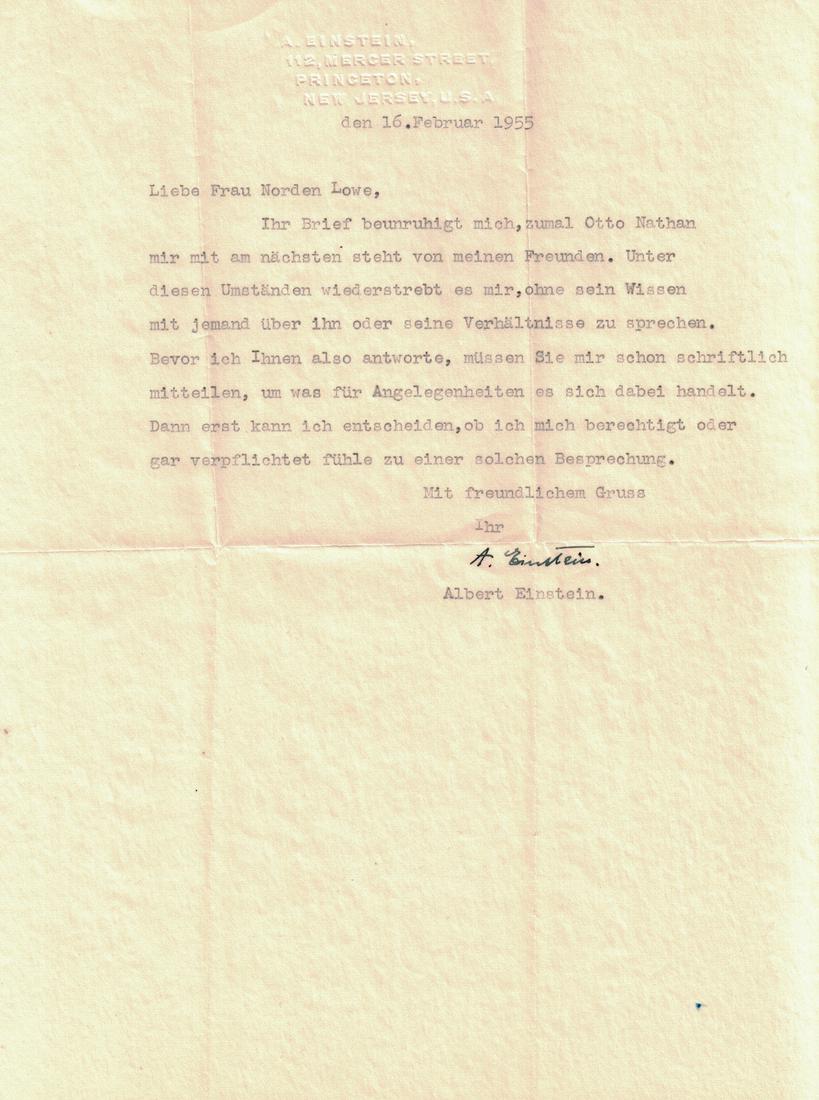 A. EINSTEIN,
112, MERCER STREET,
PRINCETON,
NEW JERSEY, U.S.A
den 16.Februar 1955
Liebe Frau Norden Lowe,
Ihr Brief beunruhigt mich,zumal Otto Nathan
mir mit am nächsten steht von meinen Freunden. Unter
diesen Umständen wiederstrebt es mir,ohne sein Wissen
mit jemand über ihn oder seine Verhältnisse zu sprechen.
Bevor ich Ihnen also antworte, müssen Sie mir schon schriftlich
mitteilen, um was für Angelegenheiten es sich dabei handelt.
Dann erst kann ich entscheiden,ob ich mich berechtigt oder
gar verpflichtet fühle zu einer solchen Besprechung.
Mit freundlichem Gruss
Ihr
A. Einstein.
Albert Einstein.